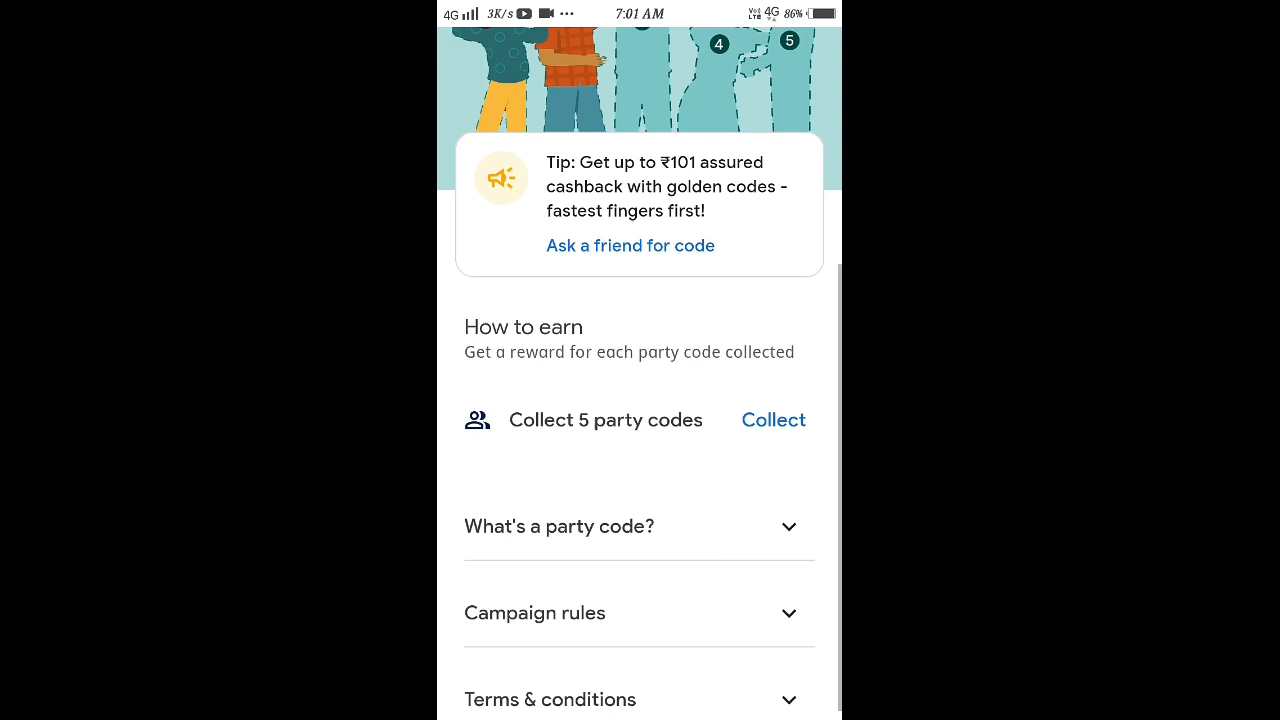 4G 3K/s 7:01 AM VoLTE 4G 86%
4
5
Tip: Get up to ₹101 assured
cashback with golden codes -
fastest fingers first!
Ask a friend for code
How to earn
Get a reward for each party code collected
Collect 5 party codes Collect
What's a party code?
Campaign rules
Terms & conditions